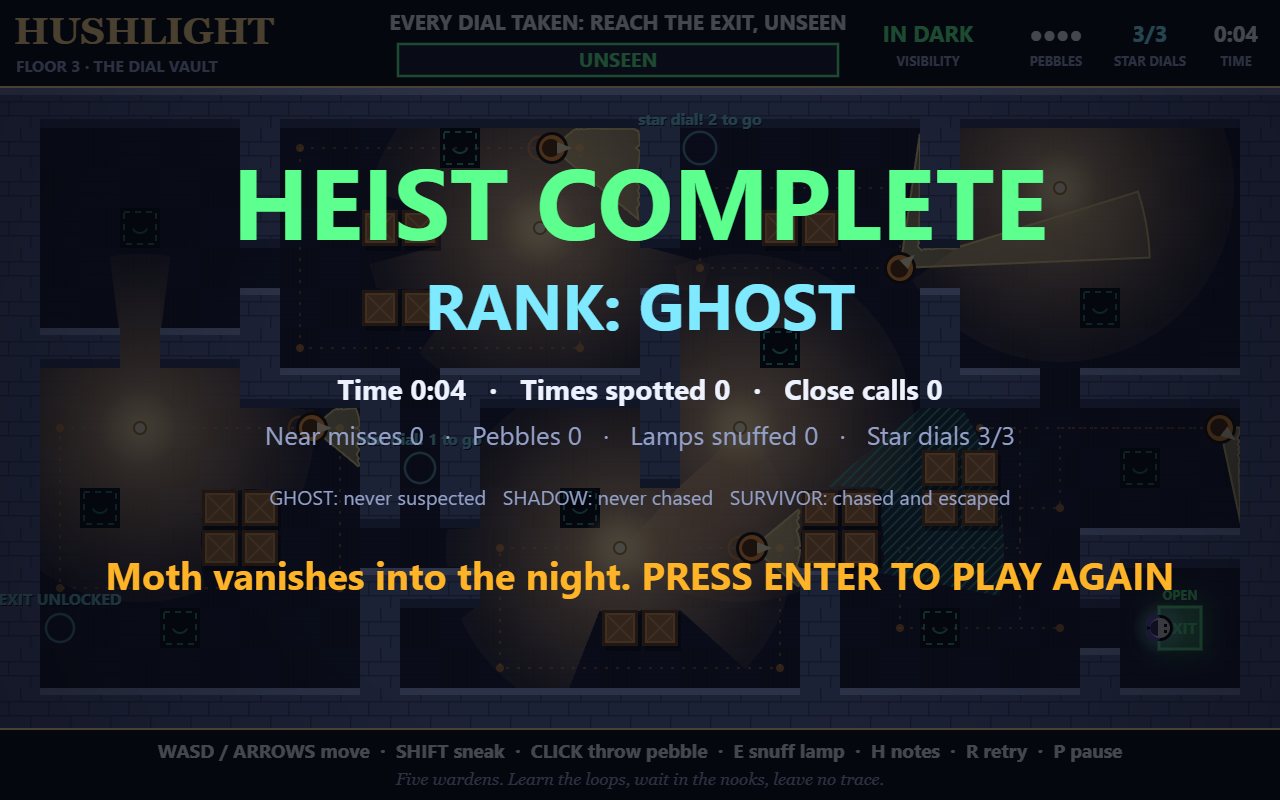 HUSHLIGHT
FLOOR 3 · THE DIAL VAULT
EVERY DIAL TAKEN: REACH THE EXIT, UNSEEN
UNSEEN
IN DARK
VISIBILITY
PEBBLES
3/3
STAR DIALS
0:04
TIME
star dial! 2 to go
HEIST COMPLETE
RANK: GHOST
Time 0:04 · Times spotted 0 · Close calls 0
1 to go
Near misses 0 · Pebbles 0 · Lamps snuffed 0 · Star dials 3/3
GHOST: never suspected SHADOW: never chased SURVIVOR: chased and escaped
Moth vanishes into the night. PRESS ENTER TO PLAY AGAIN
EXIT UNLOCKED
OPEN
EXIT
WASD / ARROWS move · SHIFT sneak · CLICK throw pebble · E snuff lamp · H notes · R retry · P pause
Five wardens. Learn the loops, wait in the nooks, leave no trace.